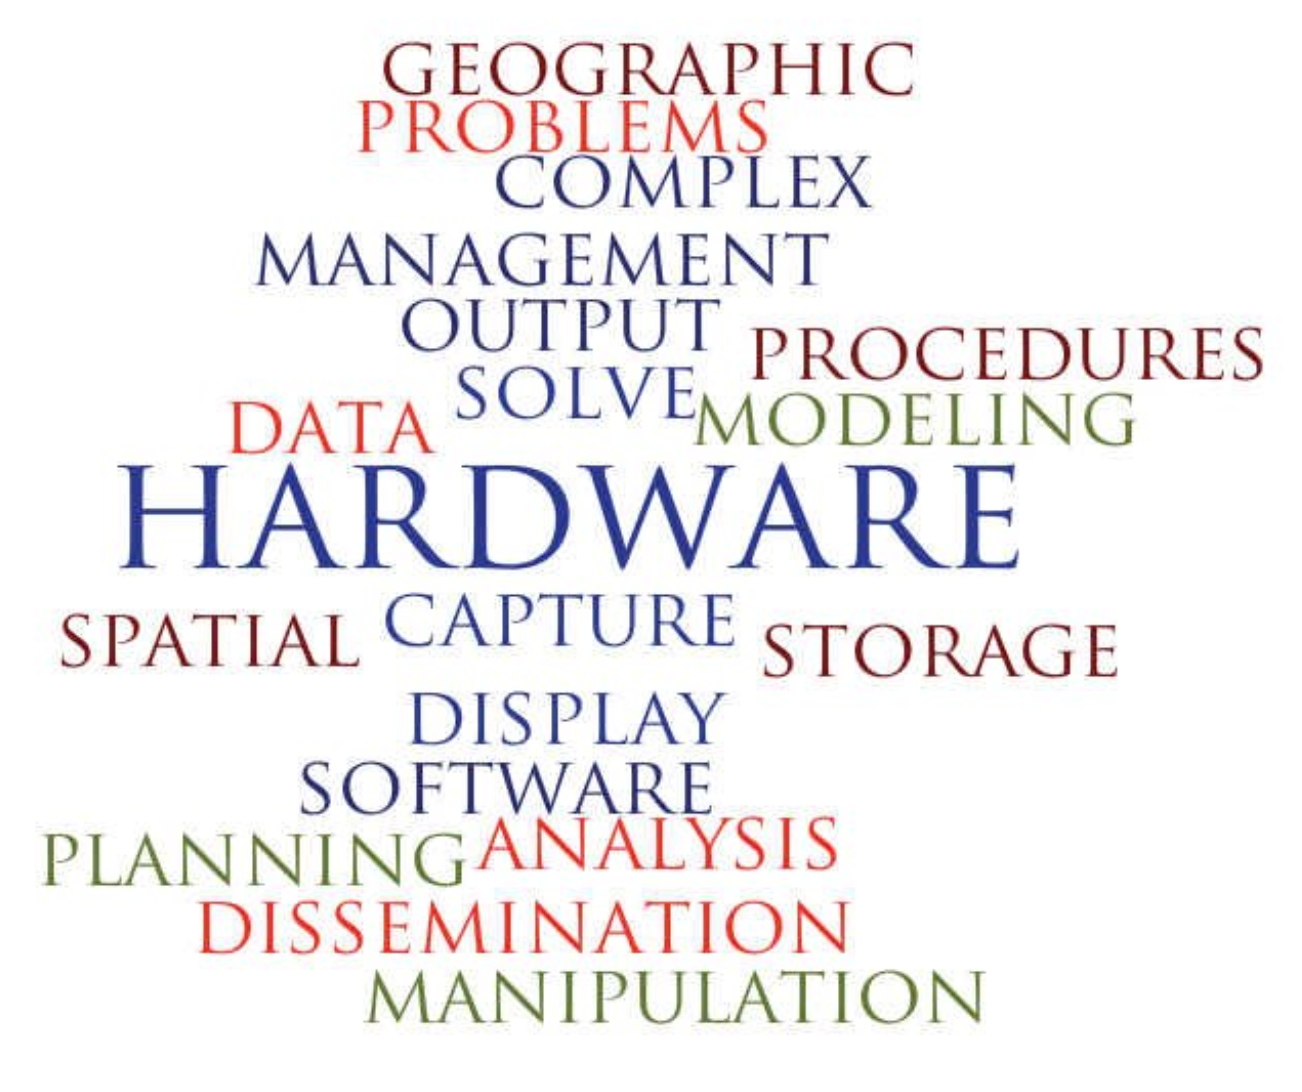 GEOGRAPHIC
PROBLEMS
COMPLEX
MANAGEMENT
OUTPUT
PROCEDURES
SOLVE
MODELING
DATA
HARDWARE
CAPTURE
SPATIAL
STORAGE
DISPLAY
SOFTWARE
ANALYSIS
PLANNING
DISSEMINATION
MANIPULATION